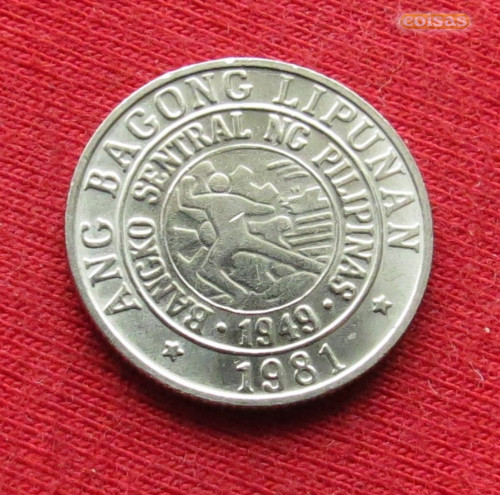 eoisas
ANG BAGONG LIPUNAN
BANGKO SENTRAL NG PILIPINAS
· 1949 ·
1981